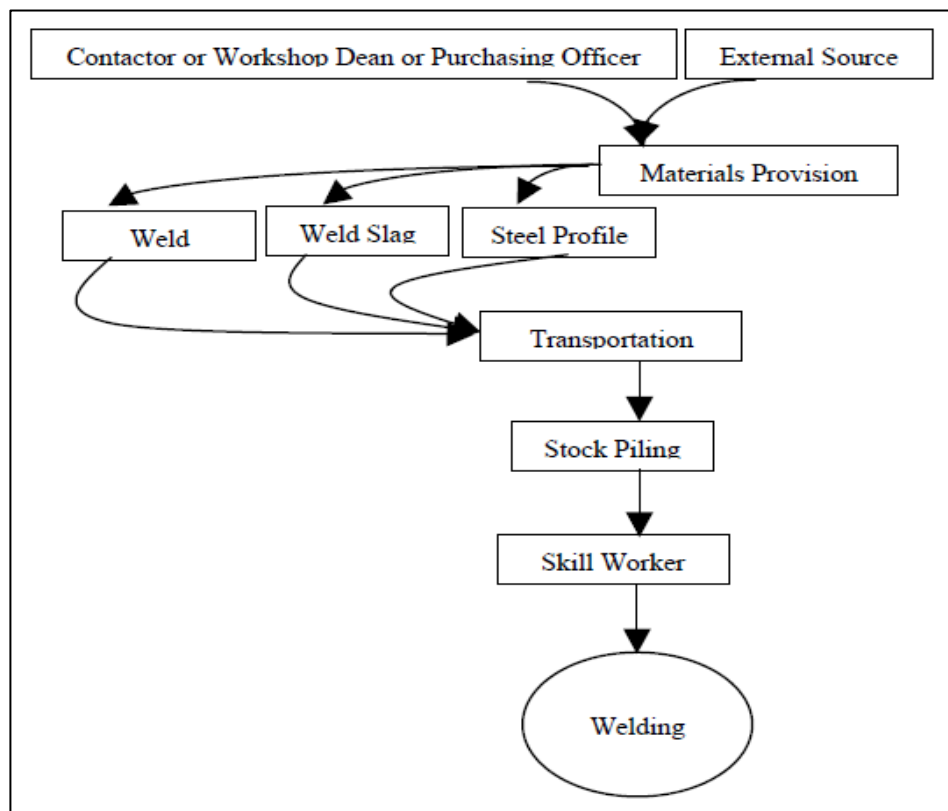 Contactor or Workshop Dean or Purchasing Officer
External Source
Materials Provision
Weld
Weld Slag
Steel Profile
Transportation
Stock Piling
Skill Worker
Welding